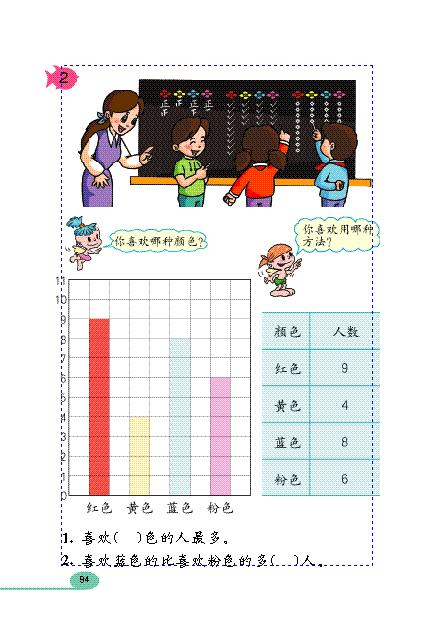 2
你喜欢哪种颜色?
你喜欢用哪种
方法?
11
10
9
8
7
6
5
4
3
2
1
0
红色 黄色 蓝色 粉色
颜色 人数
红色 9
黄色 4
蓝色 8
粉色 6
1. 喜欢( )色的人最多。
2. 喜欢蓝色的比喜欢粉色的多( )人。
94